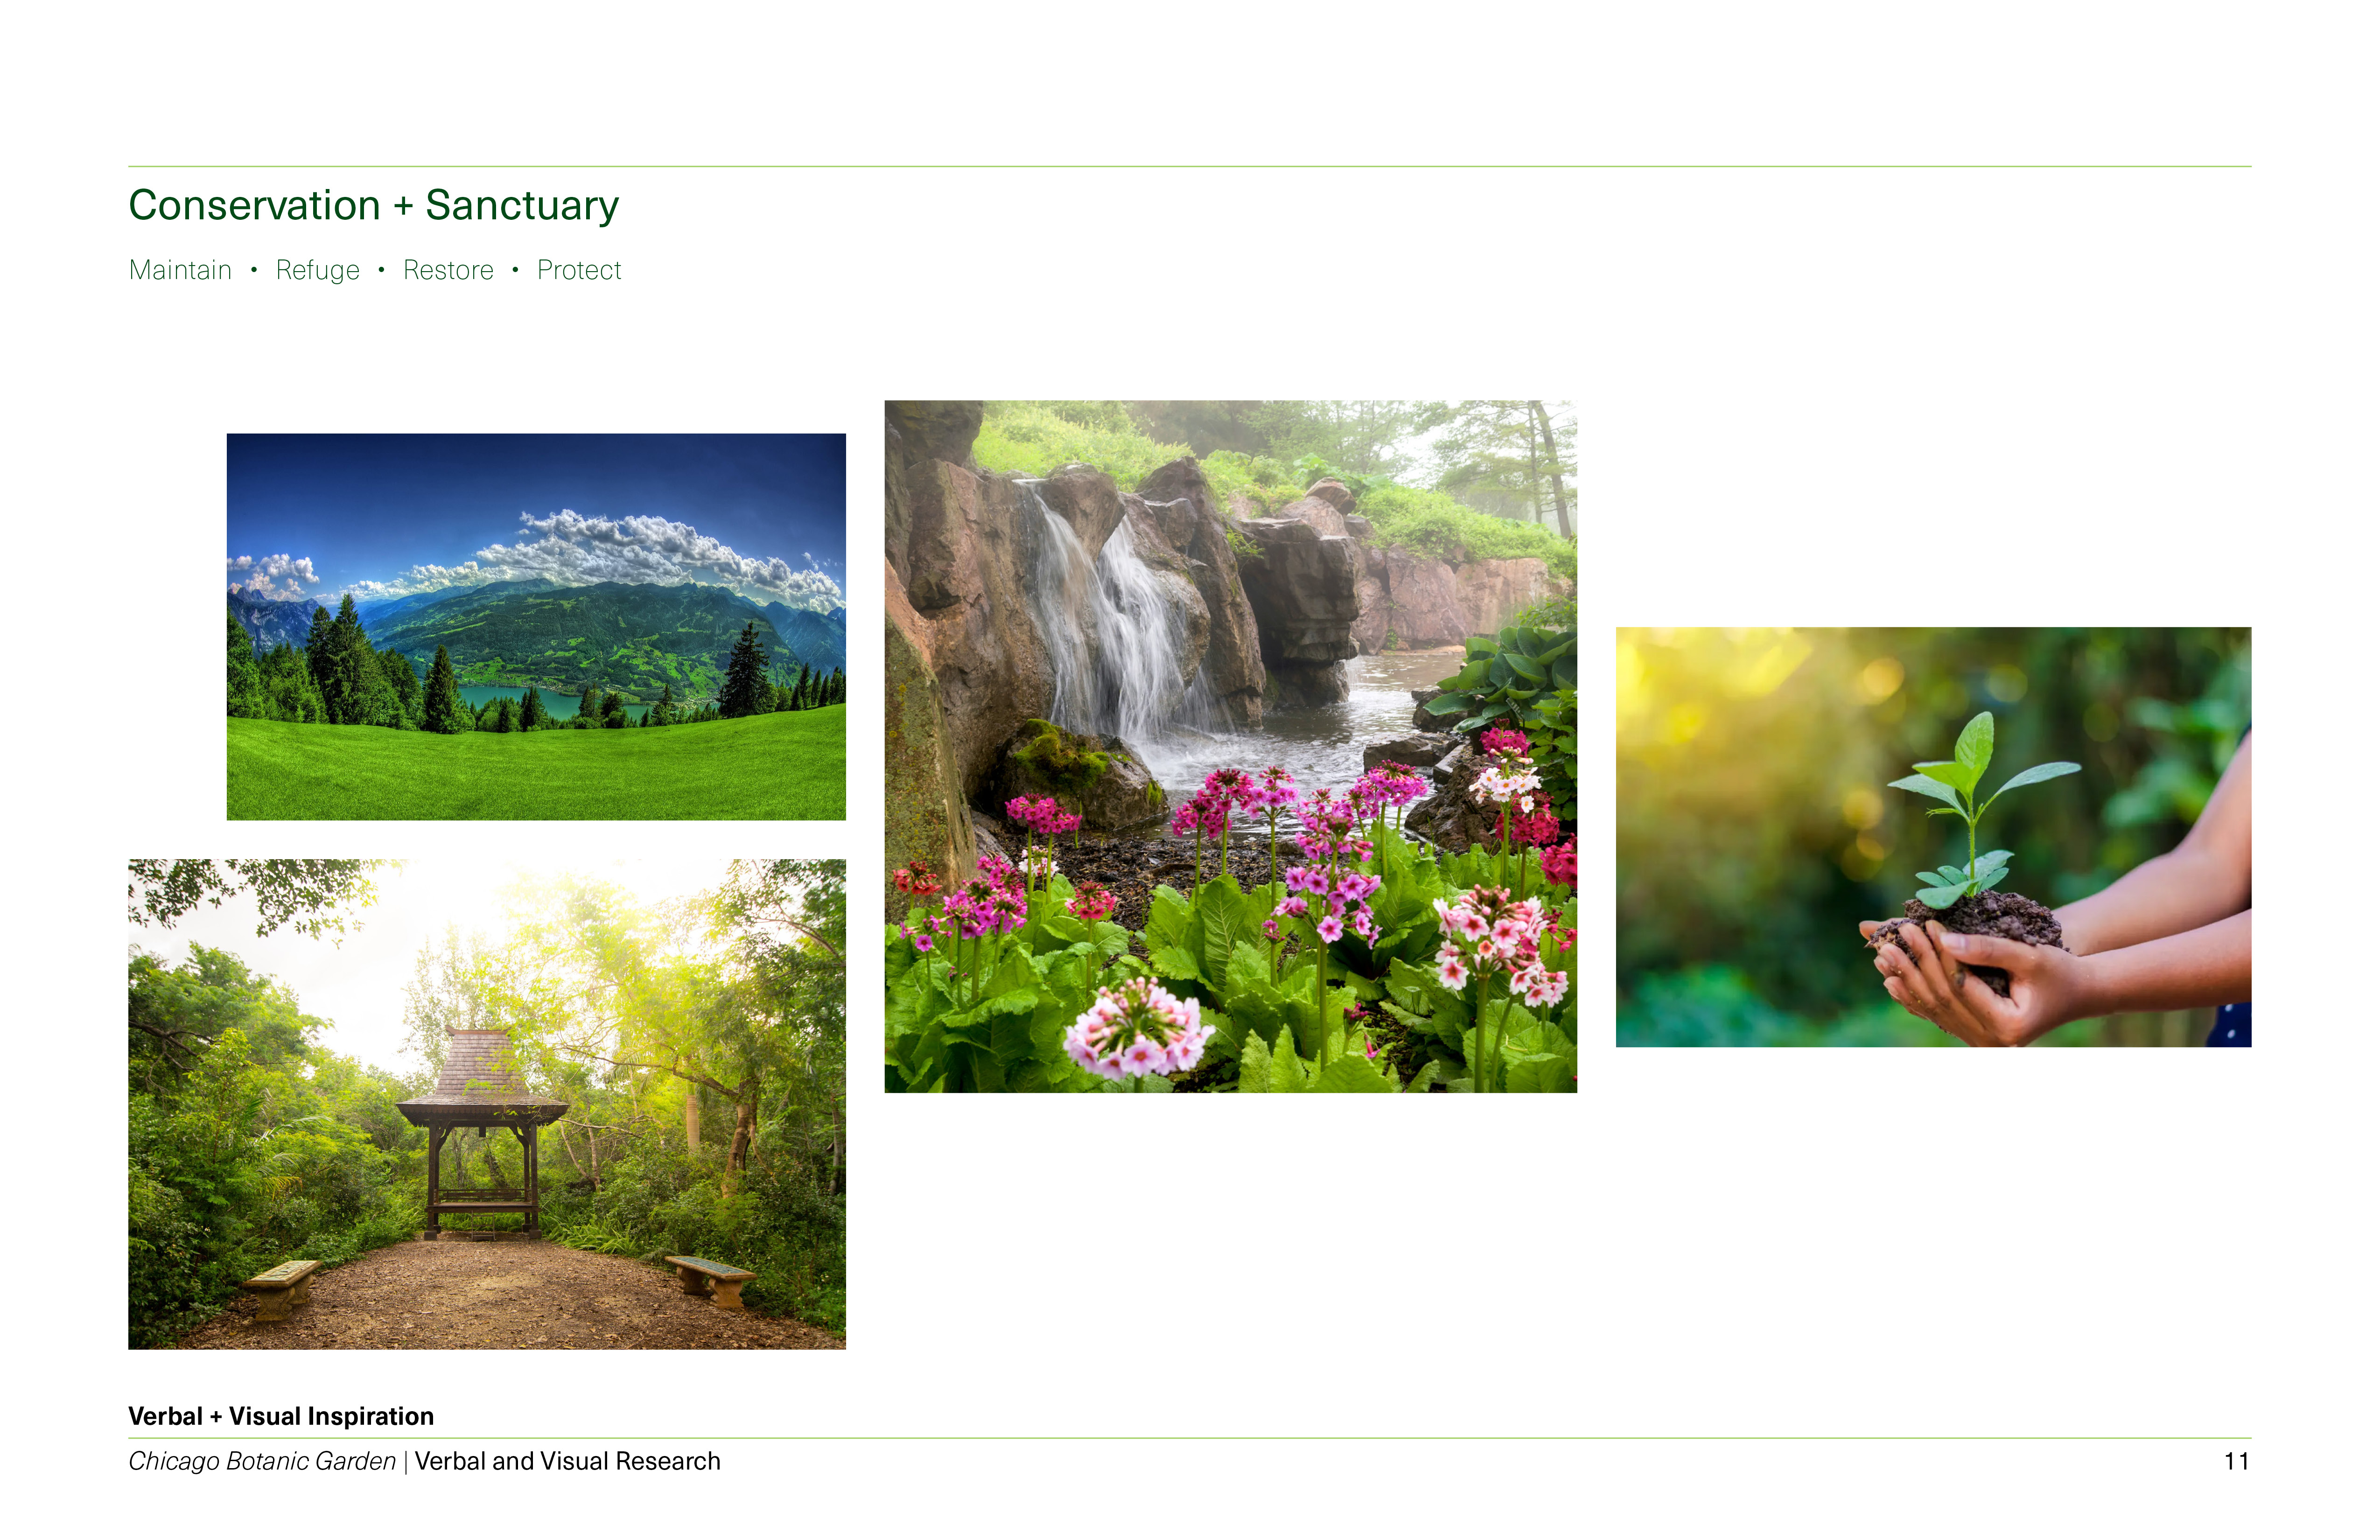 Conservation + Sanctuary
Maintain • Refuge • Restore • Protect
Verbal + Visual Inspiration
Chicago Botanic Garden | Verbal and Visual Research
11